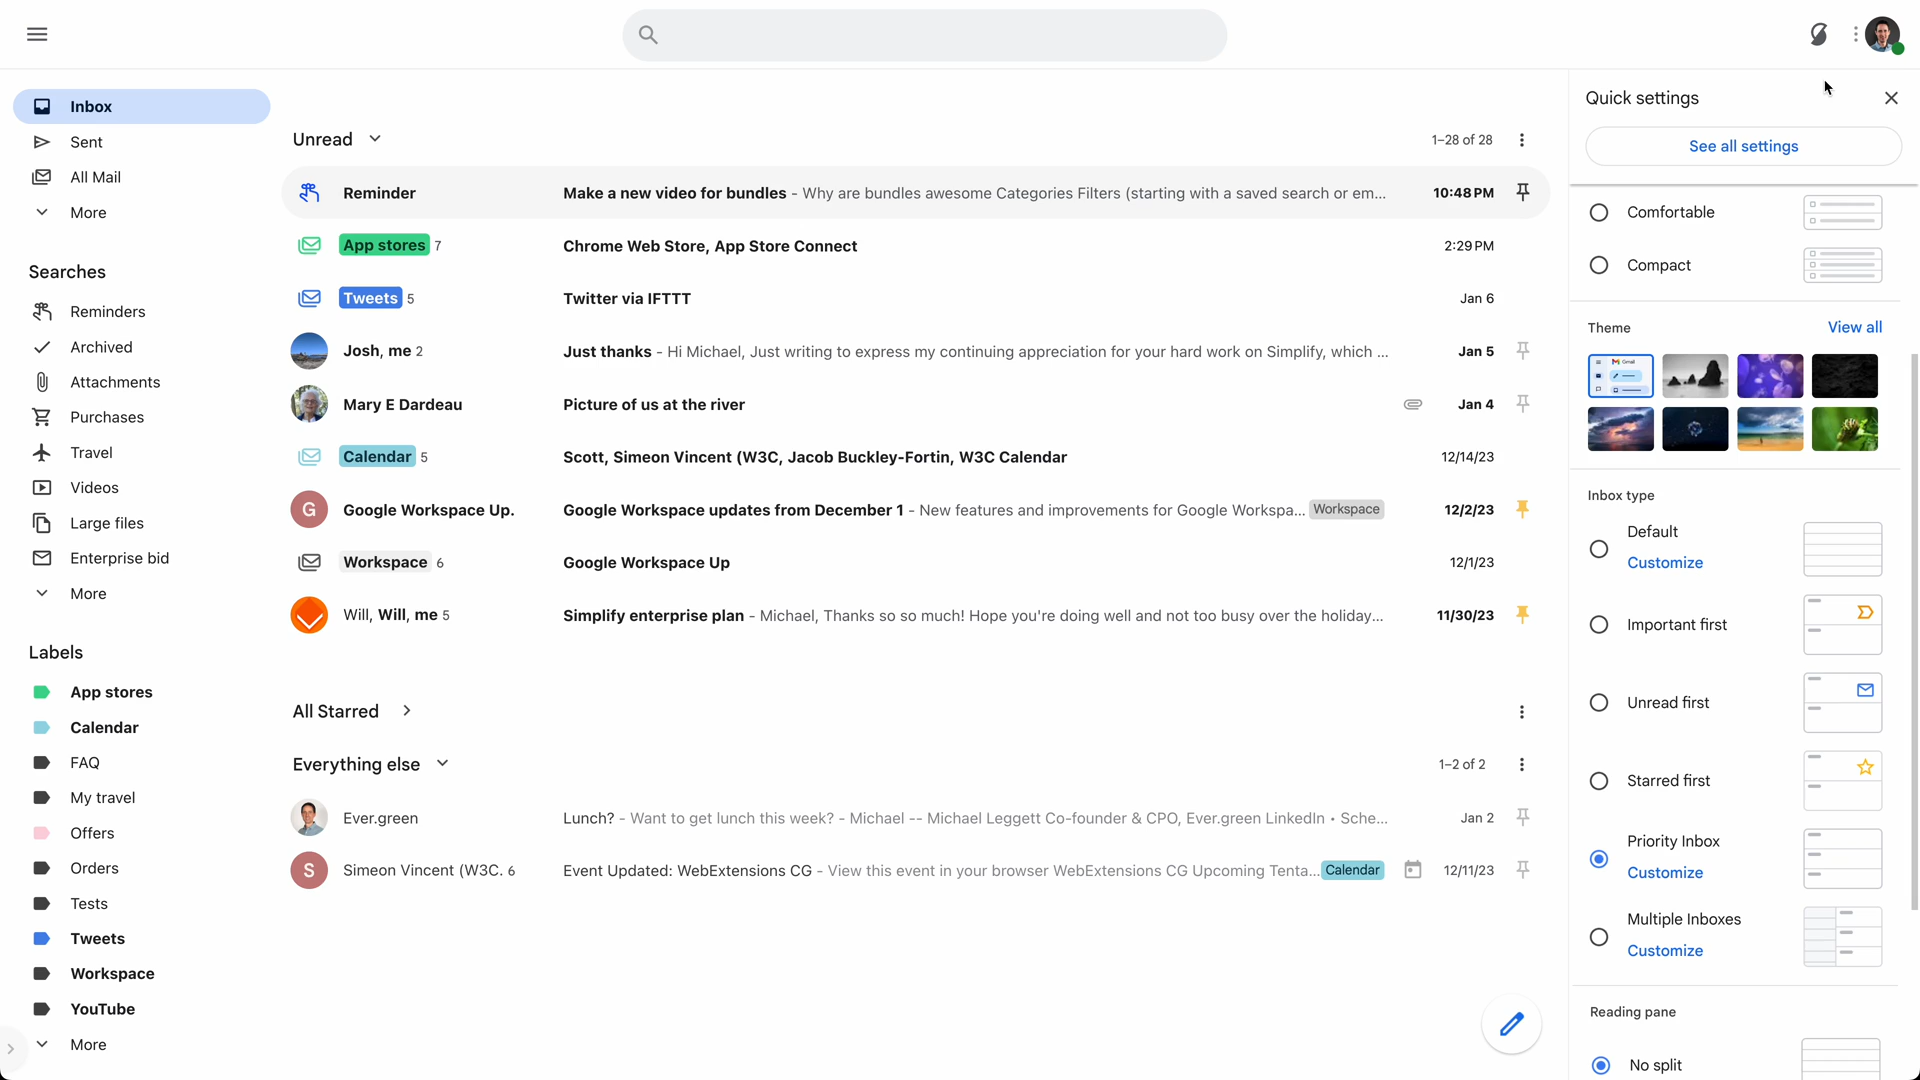 Inbox
Sent
All Mail
More
Searches
Reminders
Archived
Attachments
Purchases
Travel
Videos
Large files
Enterprise bid
More
Labels
App stores
Calendar
FAQ
My travel
Offers
Orders
Tests
Tweets
Workspace
YouTube
More
Unread 1–28 of 28
Reminder Make a new video for bundles - Why are bundles awesome Categories Filters (starting with a saved search or em... 10:48 PM
App stores 7 Chrome Web Store, App Store Connect 2:29 PM
Tweets 5 Twitter via IFTTT Jan 6
Josh, me 2 Just thanks - Hi Michael, Just writing to express my continuing appreciation for your hard work on Simplify, which ... Jan 5
Mary E Dardeau Picture of us at the river Jan 4
Calendar 5 Scott, Simeon Vincent (W3C, Jacob Buckley-Fortin, W3C Calendar 12/14/23
G Google Workspace Up. Google Workspace updates from December 1 - New features and improvements for Google Workspa... Workspace 12/2/23
Workspace 6 Google Workspace Up 12/1/23
Will, Will, me 5 Simplify enterprise plan - Michael, Thanks so so much! Hope you're doing well and not too busy over the holiday... 11/30/23
All Starred
Everything else 1–2 of 2
Ever.green Lunch? - Want to get lunch this week? - Michael -- Michael Leggett Co-founder & CPO, Ever.green LinkedIn • Sche... Jan 2
S Simeon Vincent (W3C. 6 Event Updated: WebExtensions CG - View this event in your browser WebExtensions CG Upcoming Tenta... Calendar 12/11/23
Quick settings
See all settings
Comfortable
Compact
Theme View all
Gmail
Inbox type
Default
Customize
Important first
Unread first
Starred first
Priority Inbox
Customize
Multiple Inboxes
Customize
Reading pane
No split